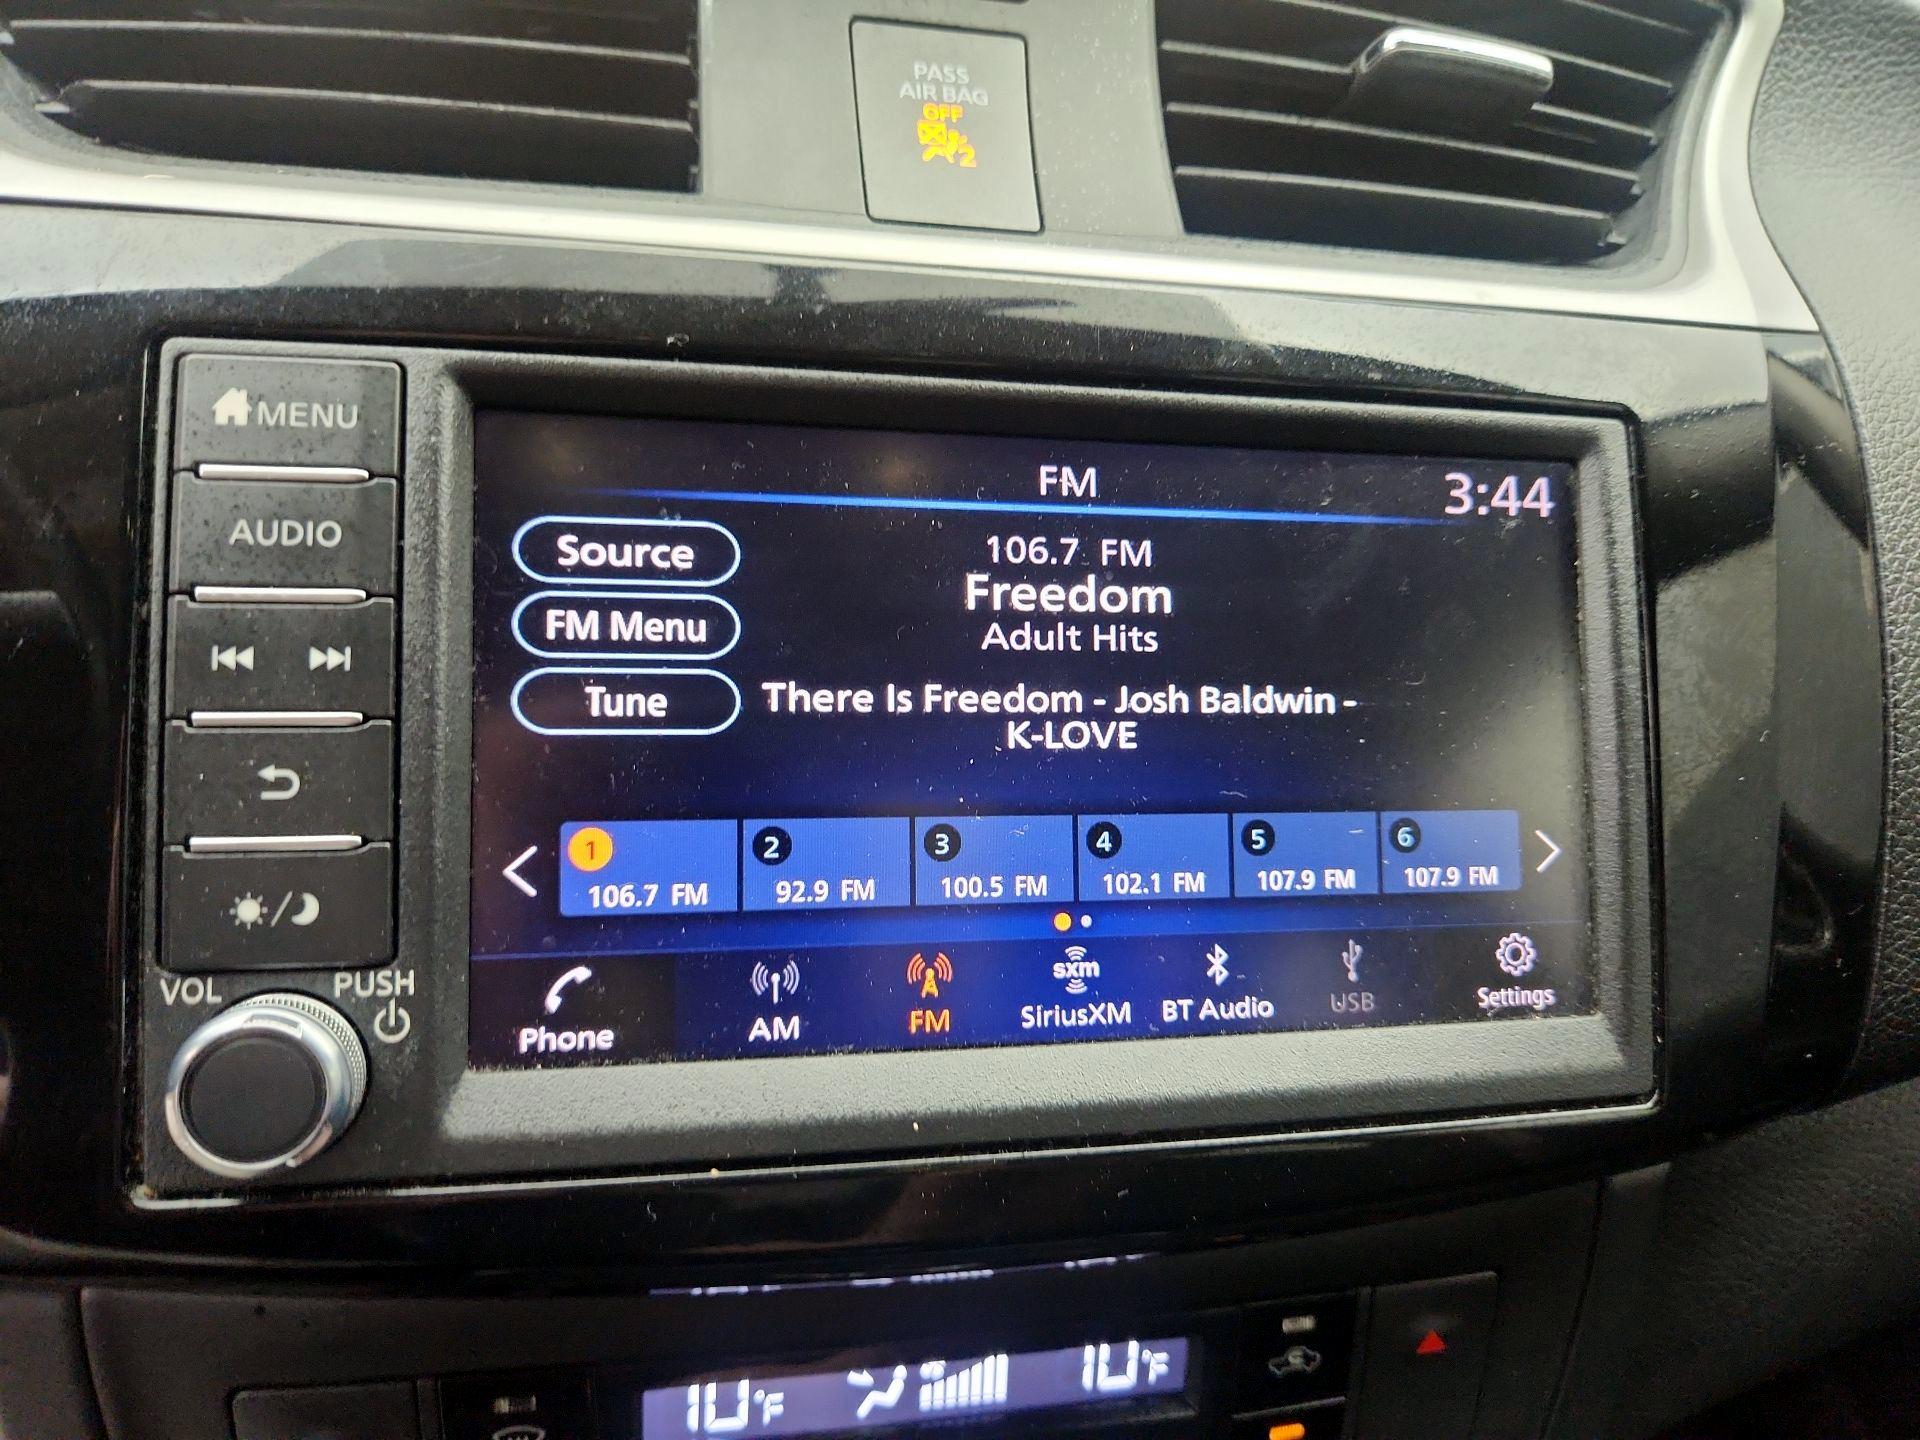 PASS
AIR BAG
OFF
2
MENU
AUDIO
VOL
PUSH
FM
3:44
Source
FM Menu
Tune
106.7 FM
Freedom
Adult Hits
There Is Freedom - Josh Baldwin -
K-LOVE
1
106.7 FM
2
92.9 FM
3
100.5 FM
4
102.1 FM
5
107.9 FM
6
107.9 FM
Phone
AM
FM
sxm
SiriusXM
BT Audio
USB
Settings
°F
°F